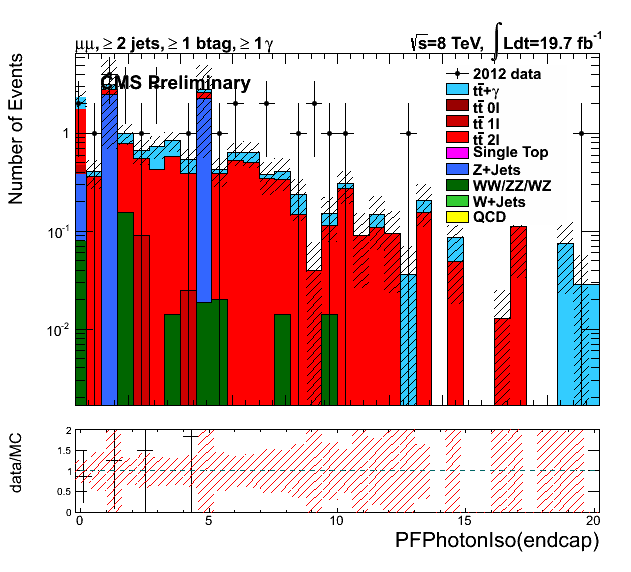 μμ, ≥ 2 jets, ≥ 1 btag, ≥ 1 γ
√s=8 TeV, ∫ Ldt=19.7 fb⁻¹
CMS Preliminary
2012 data
tt̄+γ
tt̄ 0l
tt̄ 1l
tt̄ 2l
Single Top
Z+Jets
WW/ZZ/WZ
W+Jets
QCD
Number of Events
1
10⁻¹
10⁻²
data/MC
2
1.5
1
0.5
0
0 5 10 15 20
PFPhotonIso(endcap)